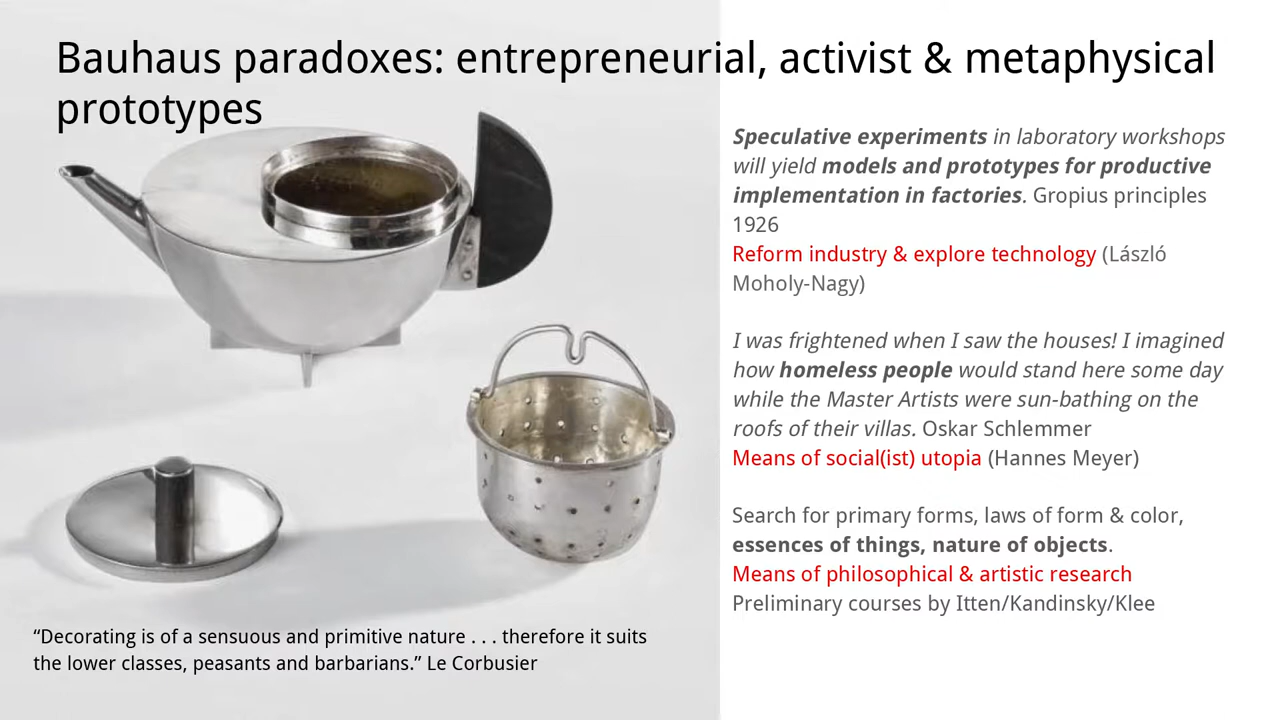 Bauhaus paradoxes: entrepreneurial, activist & metaphysical
prototypes
Speculative experiments in laboratory workshops
will yield models and prototypes for productive
implementation in factories. Gropius principles
1926
Reform industry & explore technology (László
Moholy-Nagy)
I was frightened when I saw the houses! I imagined
how homeless people would stand here some day
while the Master Artists were sun-bathing on the
roofs of their villas. Oskar Schlemmer
Means of social(ist) utopia (Hannes Meyer)
Search for primary forms, laws of form & color,
essences of things, nature of objects.
Means of philosophical & artistic research
Preliminary courses by Itten/Kandinsky/Klee
“Decorating is of a sensuous and primitive nature . . . therefore it suits
the lower classes, peasants and barbarians.” Le Corbusier